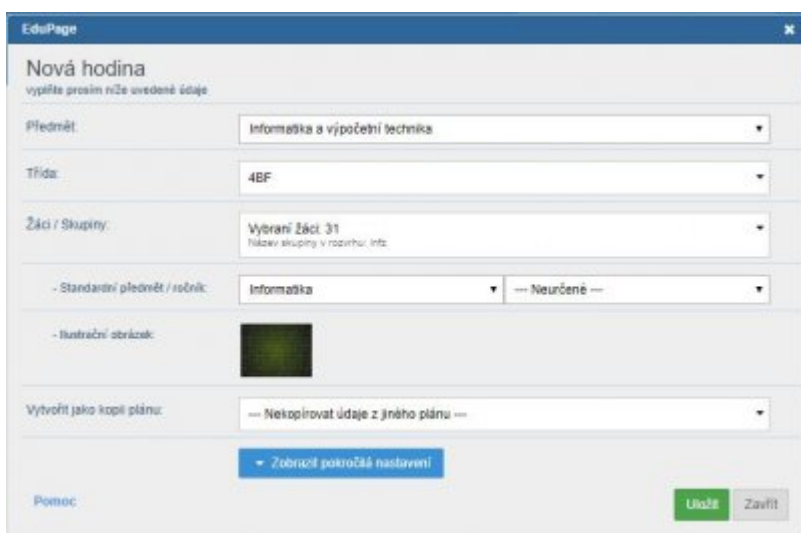 EduPage
Nová hodina
vyplňte prosím níže uvedené údaje
Předmět: Informatika a výpočetní technika
Třída: 4BF
Žáci / Skupiny: Vybraní žáci: 31
Název skupiny v rozvrhu: Info
- Standardní předmět / ročník: Informatika --- Neurčené ---
- Ilustrační obrázek:
Vytvořit jako kopii plánu: --- Nekopírovat údaje z jiného plánu ---
Zobrazit pokročilá nastavení
Pomoc Uložit Zavřít